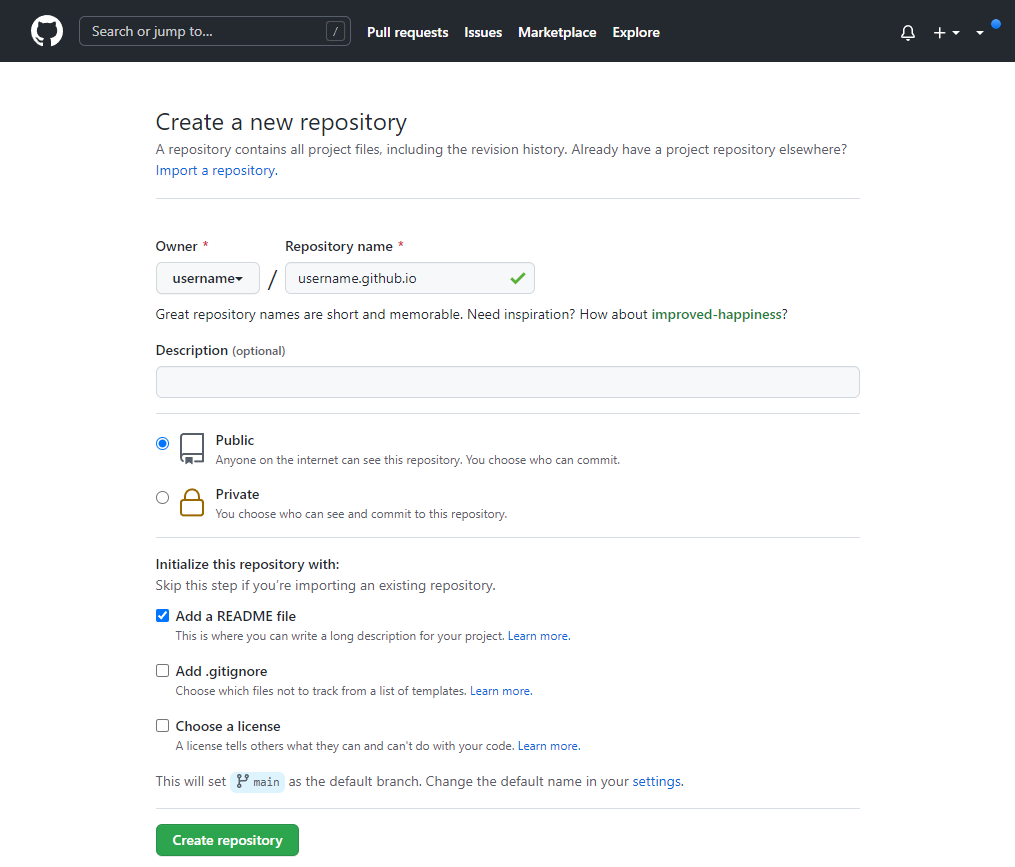 Search or jump to... / Pull requests Issues Marketplace Explore
Create a new repository
A repository contains all project files, including the revision history. Already have a project repository elsewhere?
Import a repository.
Owner * Repository name *
username / username.github.io
Great repository names are short and memorable. Need inspiration? How about improved-happiness?
Description (optional)
Public
Anyone on the internet can see this repository. You choose who can commit.
Private
You choose who can see and commit to this repository.
Initialize this repository with:
Skip this step if you're importing an existing repository.
Add a README file
This is where you can write a long description for your project. Learn more.
Add .gitignore
Choose which files not to track from a list of templates. Learn more.
Choose a license
A license tells others what they can and can't do with your code. Learn more.
This will set main as the default branch. Change the default name in your settings.
Create repository